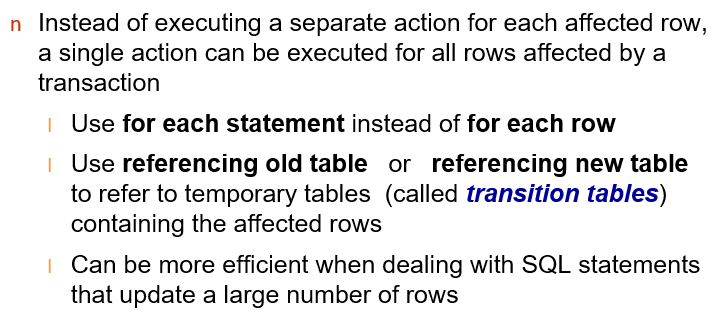 n Instead of executing a separate action for each affected row,
a single action can be executed for all rows affected by a
transaction
l Use for each statement instead of for each row
l Use referencing old table or referencing new table
to refer to temporary tables (called transition tables)
containing the affected rows
l Can be more efficient when dealing with SQL statements
that update a large number of rows